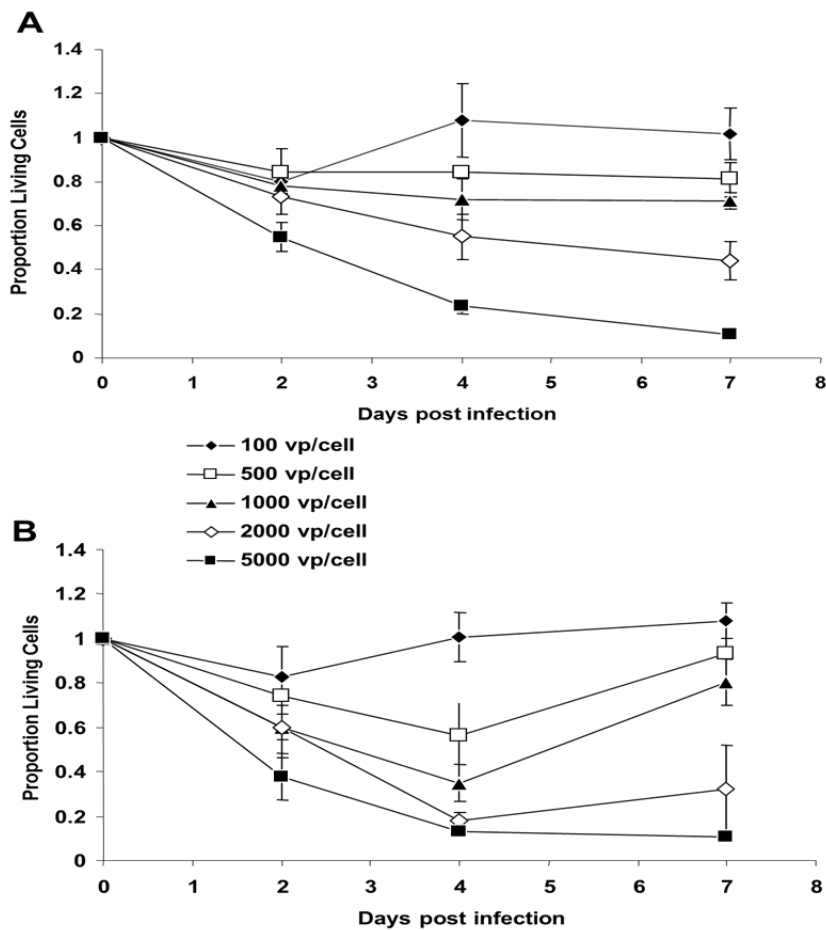 A
Proportion Living Cells
1.4
1.2
1
0.8
0.6
0.4
0.2
0
0 1 2 3 4 5 6 7 8
Days post infection
100 vp/cell
500 vp/cell
1000 vp/cell
2000 vp/cell
5000 vp/cell
B
Proportion Living Cells
1.4
1.2
1
0.8
0.6
0.4
0.2
0
0 1 2 3 4 5 6 7 8
Days post infection